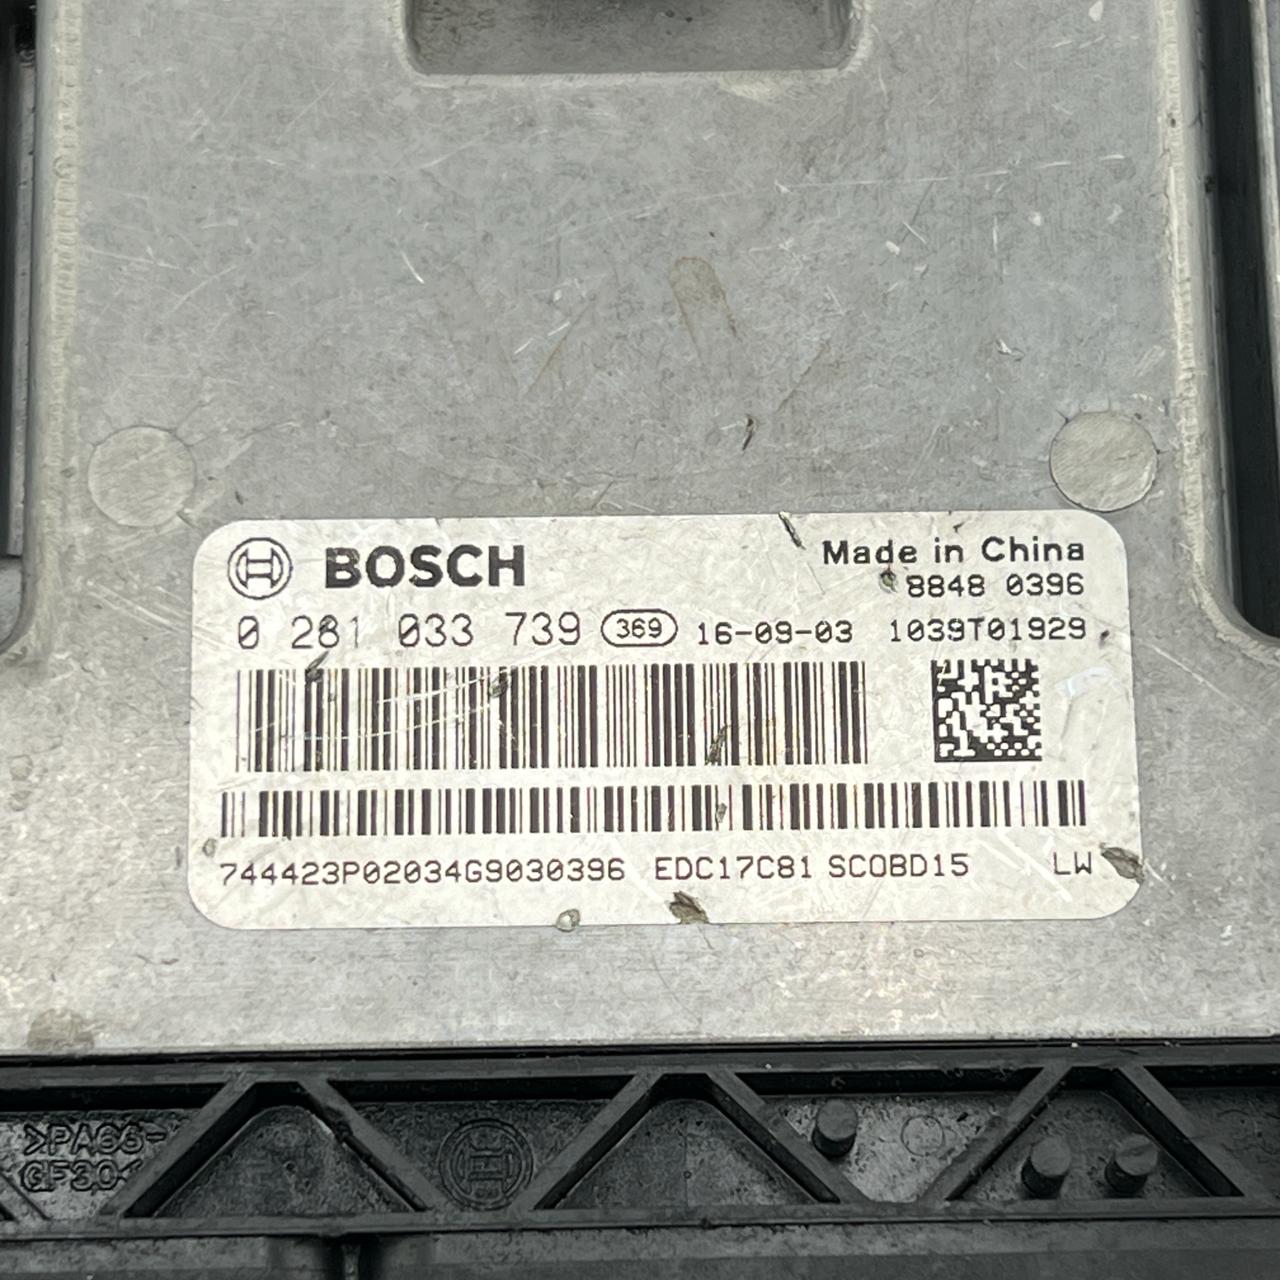 BOSCH
Made in China
8848 0396
0 281 033 739 369 16-09-03 1039T01929
744423P02034G9030396 EDC17C81 SCOBD15 LW
>PA66-
GF30<